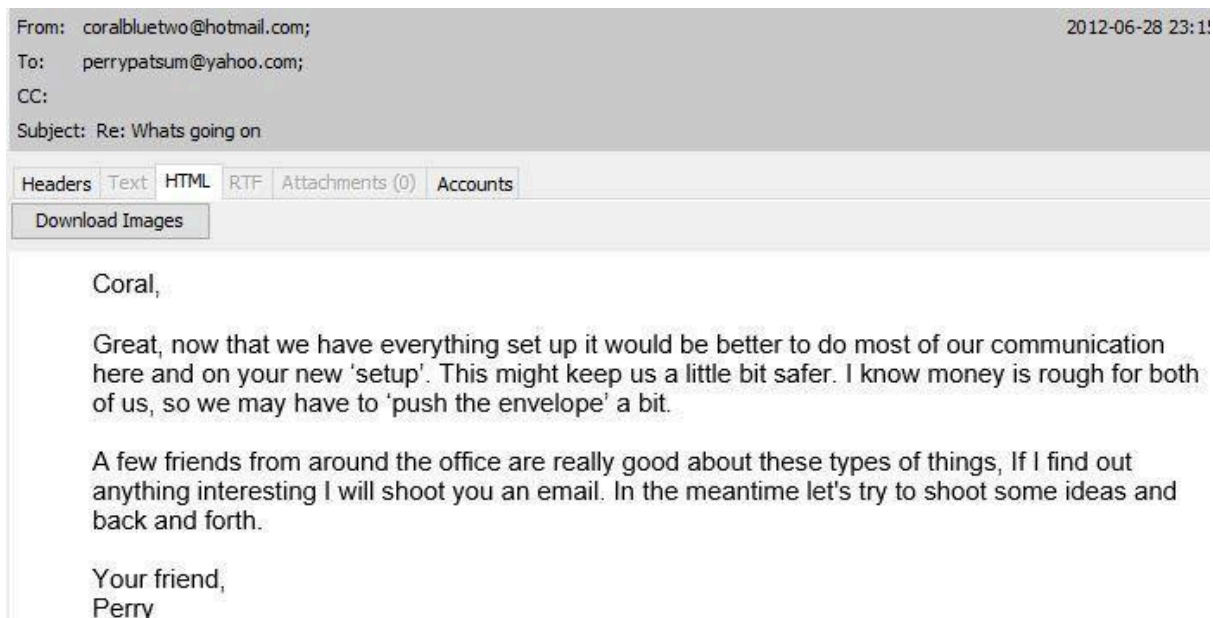 From: coralbluetwo@hotmail.com; 2012-06-28 23:15
To: perrypatsum@yahoo.com;
CC:
Subject: Re: Whats going on
Headers Text HTML RTF Attachments (0) Accounts
Download Images
Coral,
Great, now that we have everything set up it would be better to do most of our communication
here and on your new ‘setup’. This might keep us a little bit safer. I know money is rough for both
of us, so we may have to ‘push the envelope’ a bit.
A few friends from around the office are really good about these types of things, If I find out
anything interesting I will shoot you an email. In the meantime let's try to shoot some ideas and
back and forth.
Your friend,
Perry